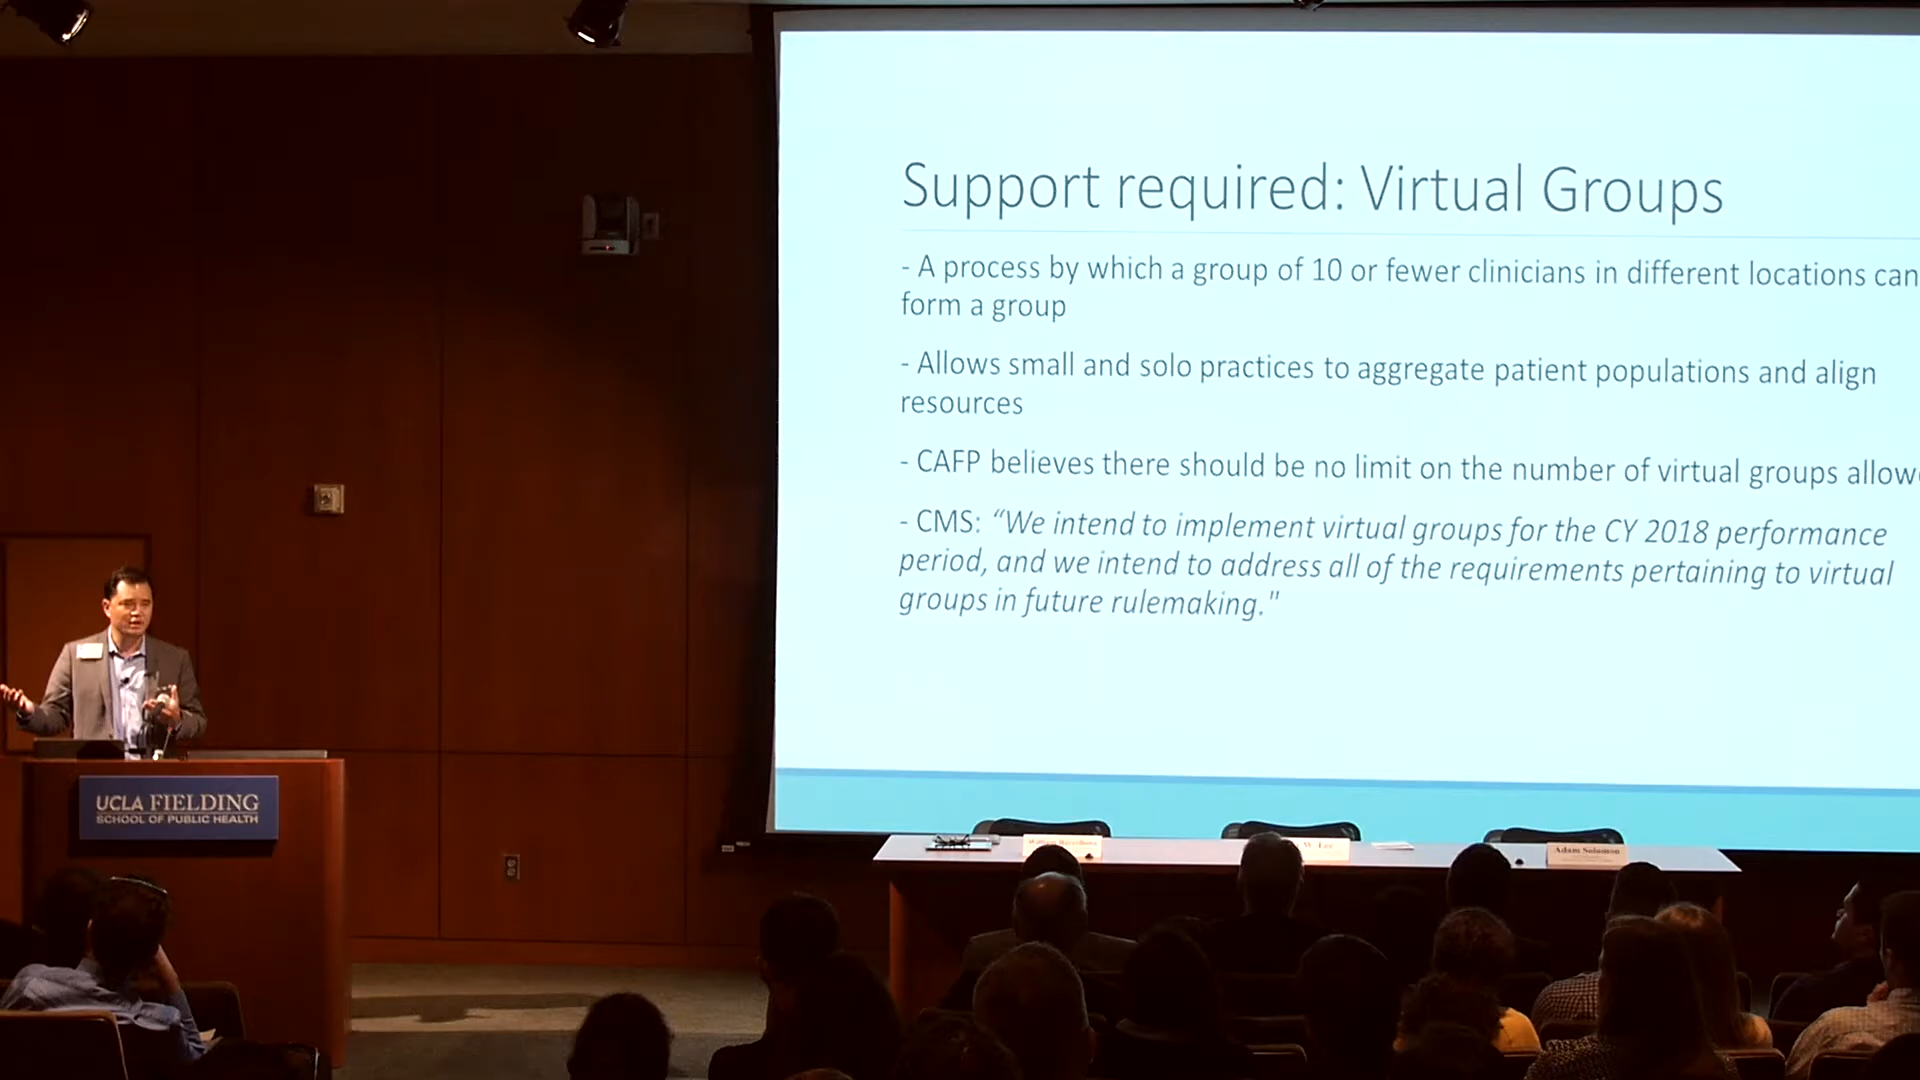 Support required: Virtual Groups
- A process by which a group of 10 or fewer clinicians in different locations can
form a group
- Allows small and solo practices to aggregate patient populations and align
resources
- CAFP believes there should be no limit on the number of virtual groups
- CMS: “We intend to implement virtual groups for the CY 2018 performance
period, and we intend to address all of the requirements pertaining to virtual
groups in future rulemaking."
UCLA FIELDING
SCHOOL OF PUBLIC HEALTH
W. Lee
Adam Solomon